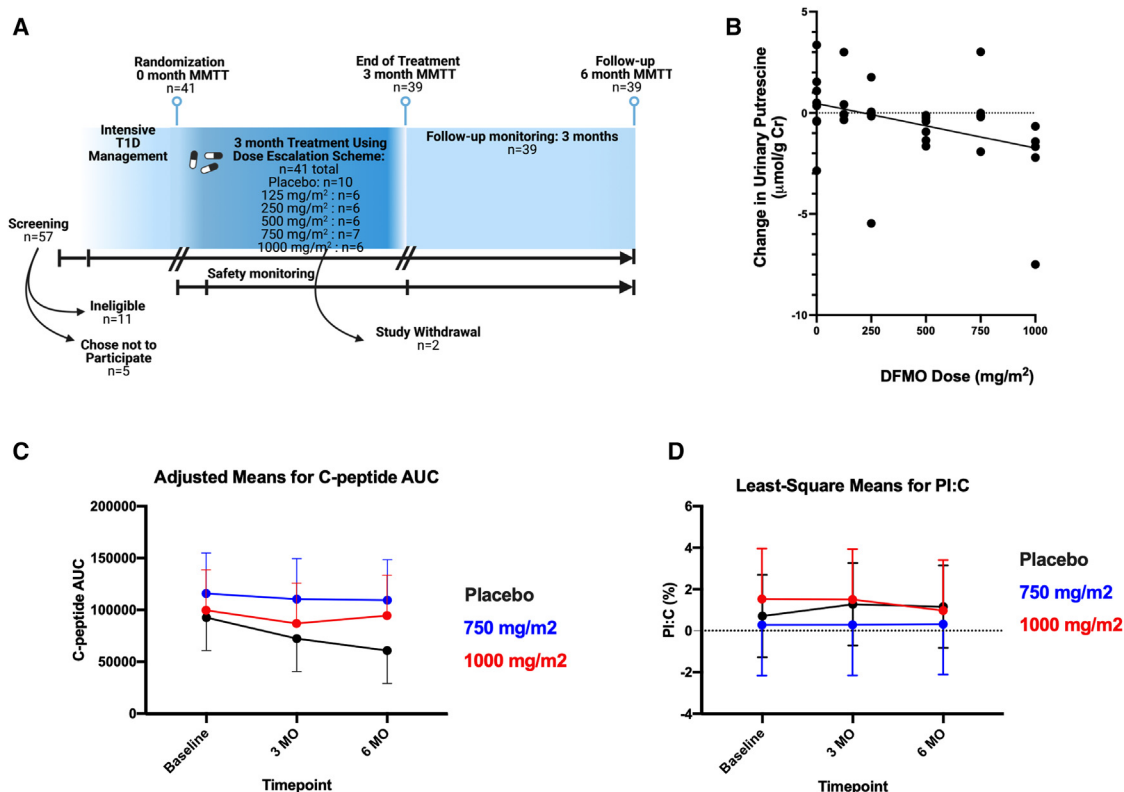 A
Randomization
0 month MMTT
n=41
End of Treatment
3 month MMTT
n=39
Follow-up
6 month MMTT
n=39
Intensive
T1D
Management
3 month Treatment Using
Dose Escalation Scheme:
n=41 total
Placebo: n=10
125 mg/m² : n=6
250 mg/m² : n=6
500 mg/m² : n=6
750 mg/m² : n=7
1000 mg/m² : n=6
Follow-up monitoring: 3 months
n=39
Screening
n=57
Safety monitoring
Ineligible
n=11
Chose not to
Participate
n=5
Study Withdrawal
n=2
B
Change in Urinary Putrescine
(μmol/g Cr)
5
0
-5
-10
0
250
500
750
1000
DFMO Dose (mg/m²)
C
Adjusted Means for C-peptide AUC
C-peptide AUC
200000
150000
100000
50000
0
Baseline
3 MO
6 MO
Timepoint
Placebo
750 mg/m2
1000 mg/m2
D
Least-Square Means for PI:C
PI:C (%)
6
4
2
0
-2
-4
Baseline
3 MO
6 MO
Timepoint
Placebo
750 mg/m2
1000 mg/m2